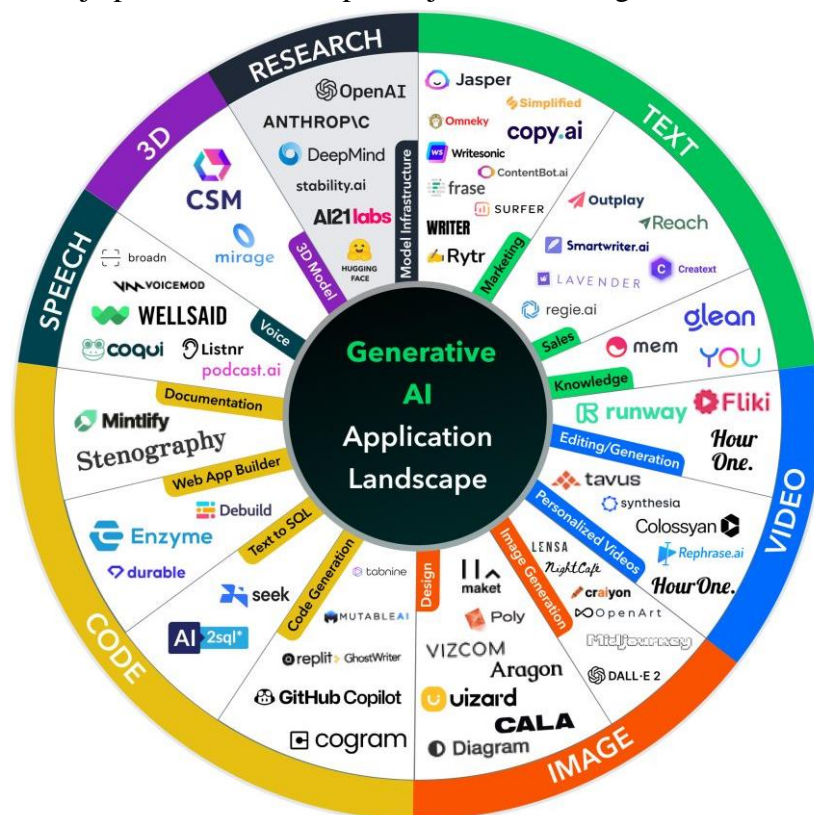 RESEARCH
OpenAI
ANTHROP\C
DeepMind
stability.ai
AI21labs
HUGGING
FACE
Model Infrastructure
TEXT
Jasper
Simplified
Omneky
copy.ai
WS Writesonic
ContentBot.ai
frase
SURFER
WRITER
Rytr
Marketing
Outplay
Reach
Smartwriter.ai
LAVENDER
C Creatext
regie.ai
Sales
glean
mem
YOU
Knowledge
VIDEO
runway
Fliki
Hour
One.
Editing/Generation
tavus
synthesia
Colossyan
Rephrase.ai
HourOne.
Personalized Videos
IMAGE
LENSA
NightCafe
craiyon
OpenArt
Midjourney
DALL·E 2
Image Generation
maket
Poly
VIZCOM
Aragon
uizard
CALA
Diagram
Design
CODE
tabnine
MUTABLEAI
replit GhostWriter
GitHub Copilot
cogram
Code Generation
seek
AI 2sql*
Text to SQL
Debuild
Enzyme
durable
Web App Builder
Mintlify
Stenography
Documentation
SPEECH
broadn
VOICEMOD
WELLSAID
coqui
Listnr
podcast.ai
Voice
3D
CSM
mirage
3D Model
Generative
AI
Application
Landscape